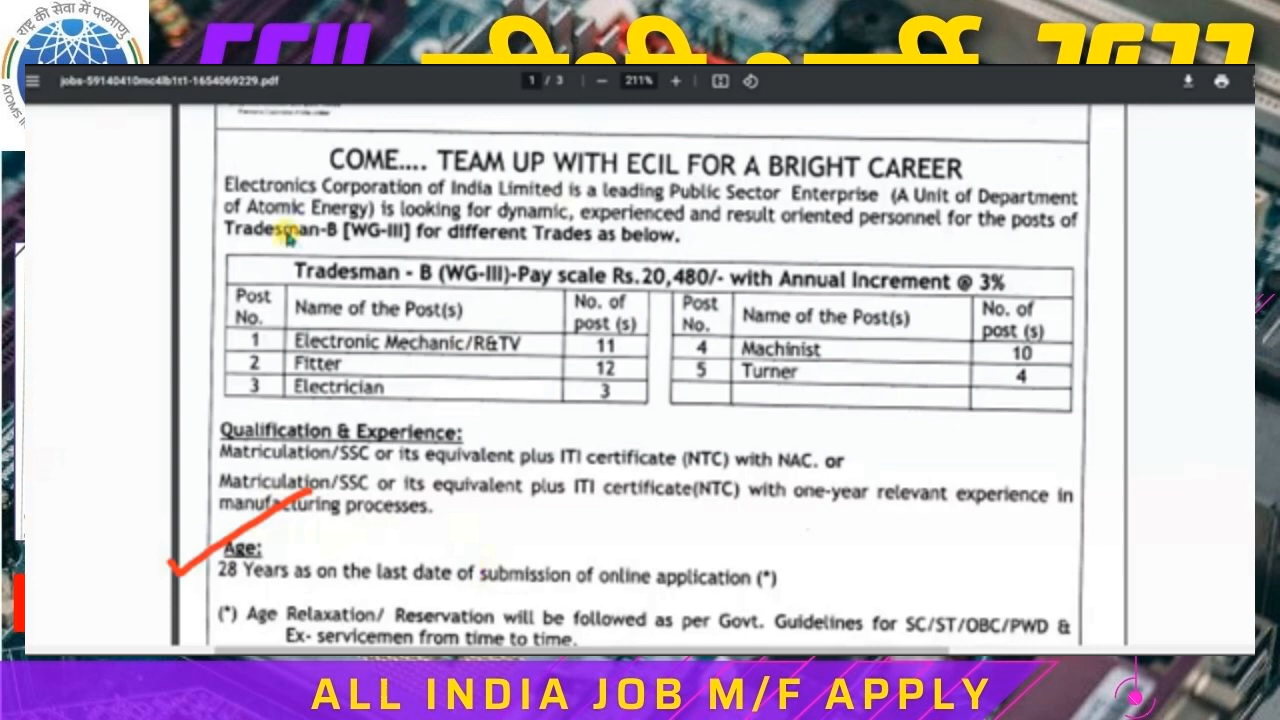 राष्ट्र की सेवा में परमाणु
jobs-59140410mc4lb1t1-1654069229.pdf
1 / 3
211%
COME.... TEAM UP WITH ECIL FOR A BRIGHT CAREER
Electronics Corporation of India Limited is a leading Public Sector Enterprise (A Unit of Department
of Atomic Energy) is looking for dynamic, experienced and result oriented personnel for the posts of
Tradesman-B [WG-III] for different Trades as below.
Tradesman - B (WG-III)-Pay scale Rs.20,480/- with Annual Increment @ 3%
Post No. Name of the Post(s) No. of post (s) Post No. Name of the Post(s) No. of post (s)
1 Electronic Mechanic/R&TV 11 4 Machinist 10
2 Fitter 12 5 Turner 4
3 Electrician 3
Qualification & Experience:
Matriculation/SSC or its equivalent plus ITI certificate (NTC) with NAC. or
Matriculation/SSC or its equivalent plus ITI certificate(NTC) with one-year relevant experience in
manufacturing processes.
Age:
28 Years as on the last date of submission of online application (*)
(*) Age Relaxation/ Reservation will be followed as per Govt. Guidelines for SC/ST/OBC/PWD &
Ex- servicemen from time to time.
ALL INDIA JOB M/F APPLY